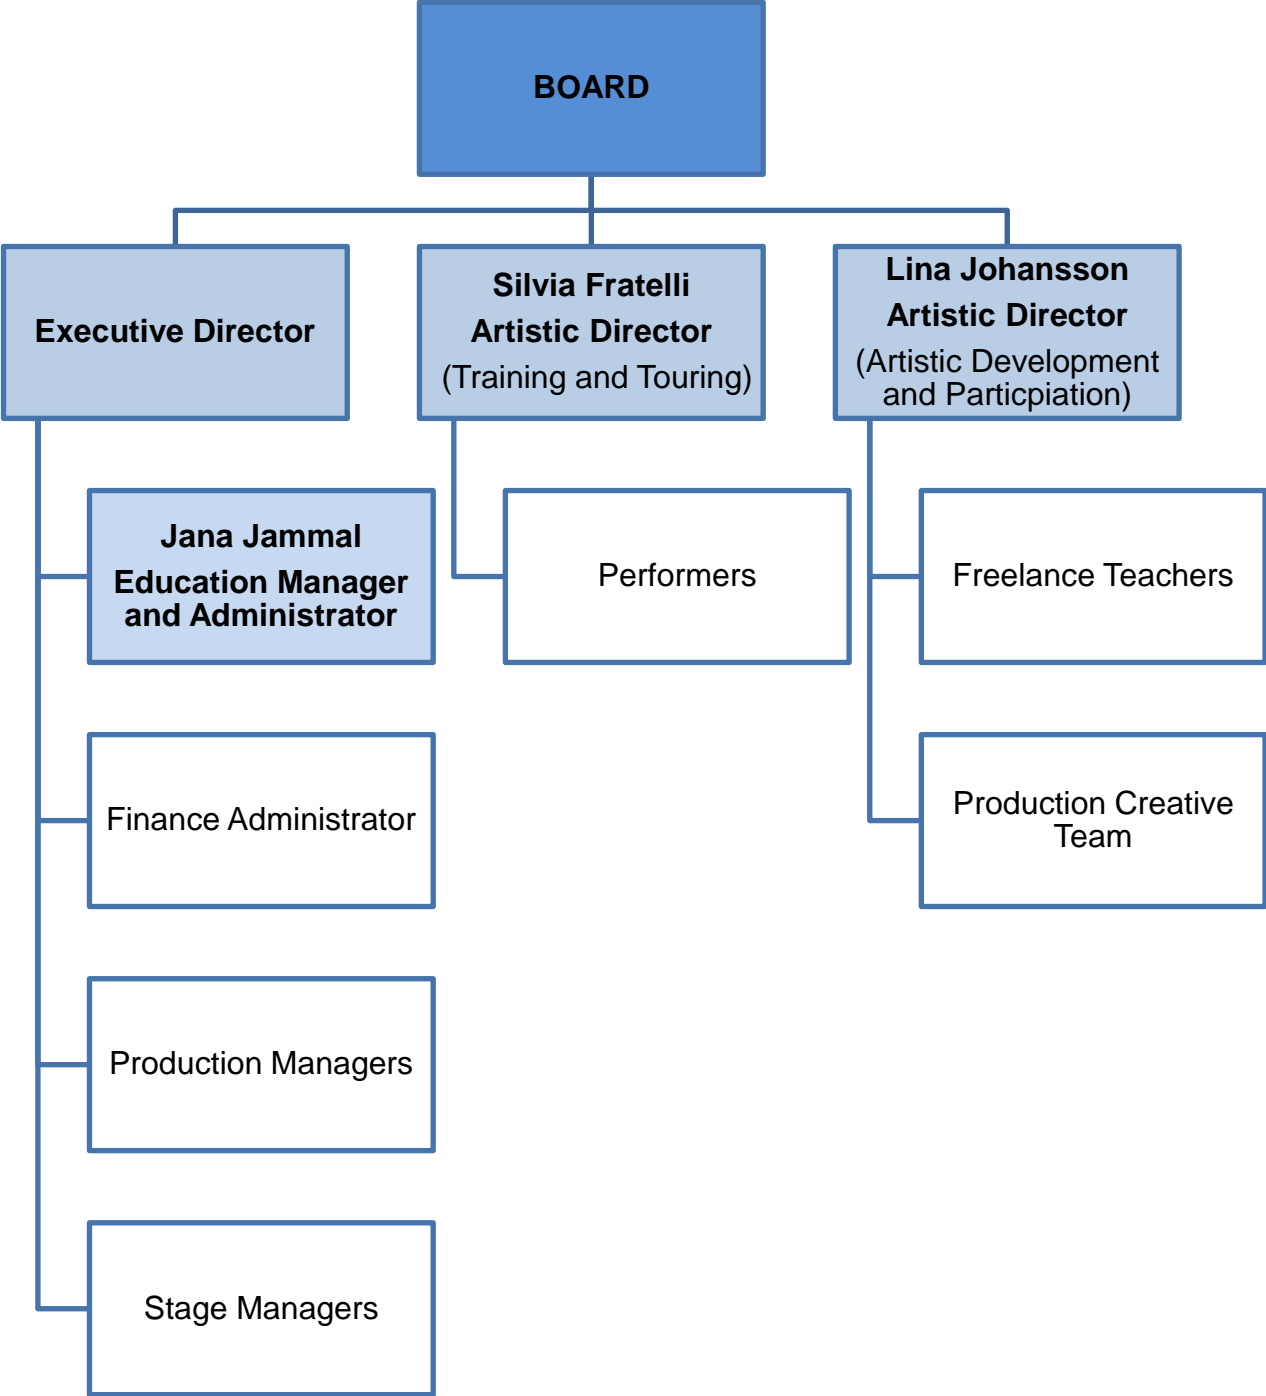 BOARD
Executive Director
Silvia Fratelli
Artistic Director
(Training and Touring)
Lina Johansson
Artistic Director
(Artistic Development
and Particpiation)
Jana Jammal
Education Manager
and Administrator
Performers
Freelance Teachers
Finance Administrator
Production Creative
Team
Production Managers
Stage Managers